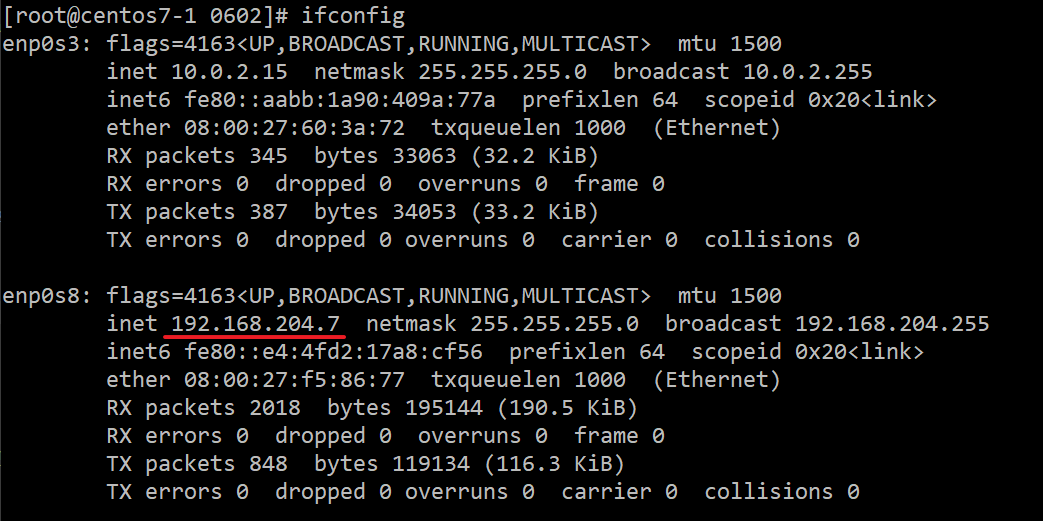 [root@centos7-1 0602]# ifconfig
enp0s3: flags=4163<UP,BROADCAST,RUNNING,MULTICAST>  mtu 1500
        inet 10.0.2.15  netmask 255.255.255.0  broadcast 10.0.2.255
        inet6 fe80::aabb:1a90:409a:77a  prefixlen 64  scopeid 0x20<link>
        ether 08:00:27:60:3a:72  txqueuelen 1000  (Ethernet)
        RX packets 345  bytes 33063 (32.2 KiB)
        RX errors 0  dropped 0  overruns 0  frame 0
        TX packets 387  bytes 34053 (33.2 KiB)
        TX errors 0  dropped 0 overruns 0  carrier 0  collisions 0

enp0s8: flags=4163<UP,BROADCAST,RUNNING,MULTICAST>  mtu 1500
        inet 192.168.204.7  netmask 255.255.255.0  broadcast 192.168.204.255
        inet6 fe80::e4:4fd2:17a8:cf56  prefixlen 64  scopeid 0x20<link>
        ether 08:00:27:f5:86:77  txqueuelen 1000  (Ethernet)
        RX packets 2018  bytes 195144 (190.5 KiB)
        RX errors 0  dropped 0  overruns 0  frame 0
        TX packets 848  bytes 119134 (116.3 KiB)
        TX errors 0  dropped 0 overruns 0  carrier 0  collisions 0